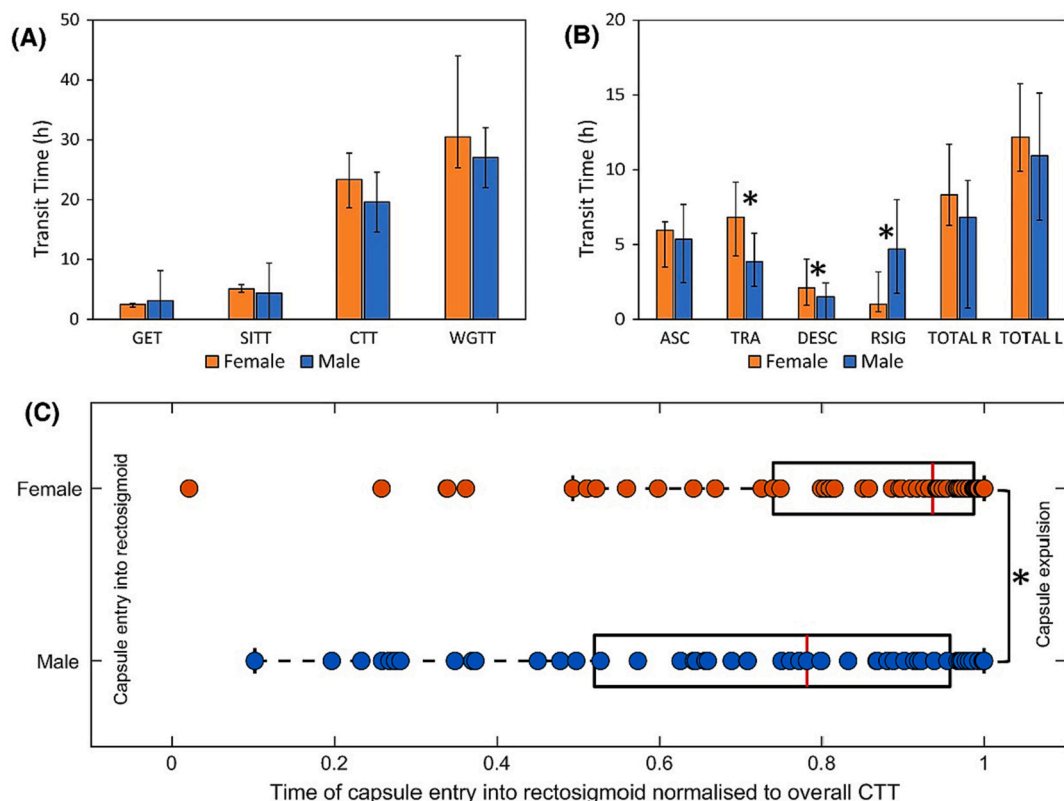 (A)
Transit Time (h)
50
40
30
20
10
0
GET SITT CTT WGTT
Female Male
(B)
Transit Time (h)
20
15
10
5
0
* * *
ASC TRA DESC RSIG TOTAL R TOTAL L
Female Male
(C)
Capsule entry into rectosigmoid
Female
Male
*
Capsule expulsion
0 0.2 0.4 0.6 0.8 1
Time of capsule entry into rectosigmoid normalised to overall CTT